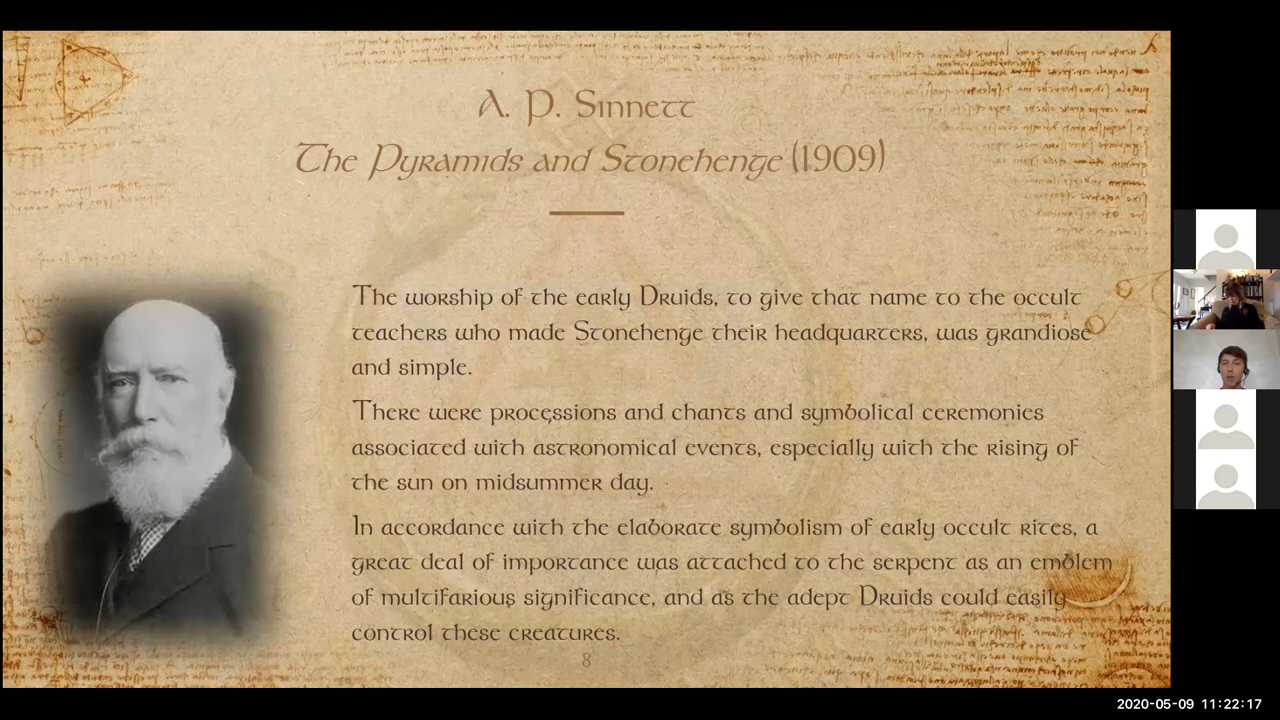 A. P. Sinnett
The Pyramids and Stonehenge (1909)
The worship of the early Druids, to give that name to the occult
teachers who made Stonehenge their headquarters, was grandiose
and simple.
There were processions and chants and symbolical ceremonies
associated with astronomical events, especially with the rising of
the sun on midsummer day.
In accordance with the elaborate symbolism of early occult rites, a
great deal of importance was attached to the serpent as an emblem
of multifarious significance, and as the adept Druids could easily
control these creatures.
8
2020-05-09 11:22:17